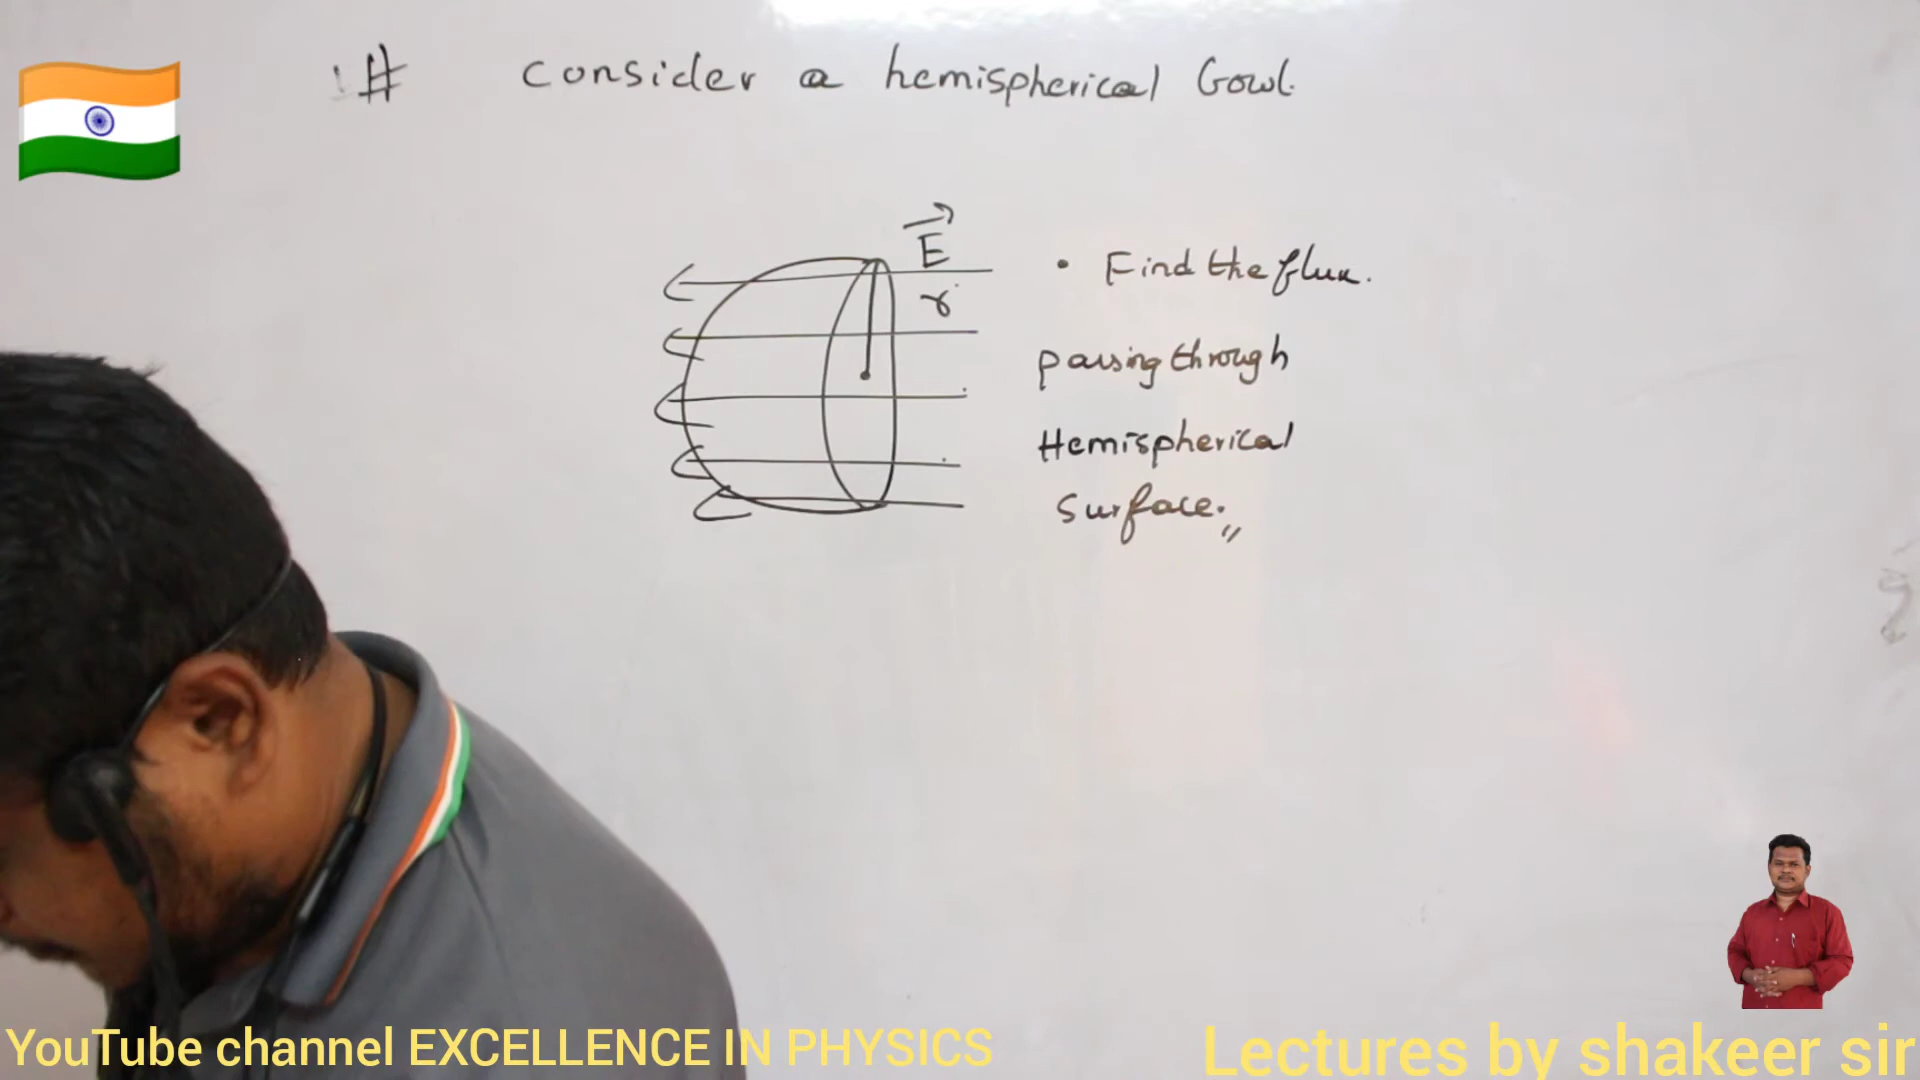 # Consider a hemispherical bowl.
E
r
• Find the flux.
passing through
Hemispherical
surface.
YouTube channel EXCELLENCE IN PHYSICS
Lectures by shakeer sir